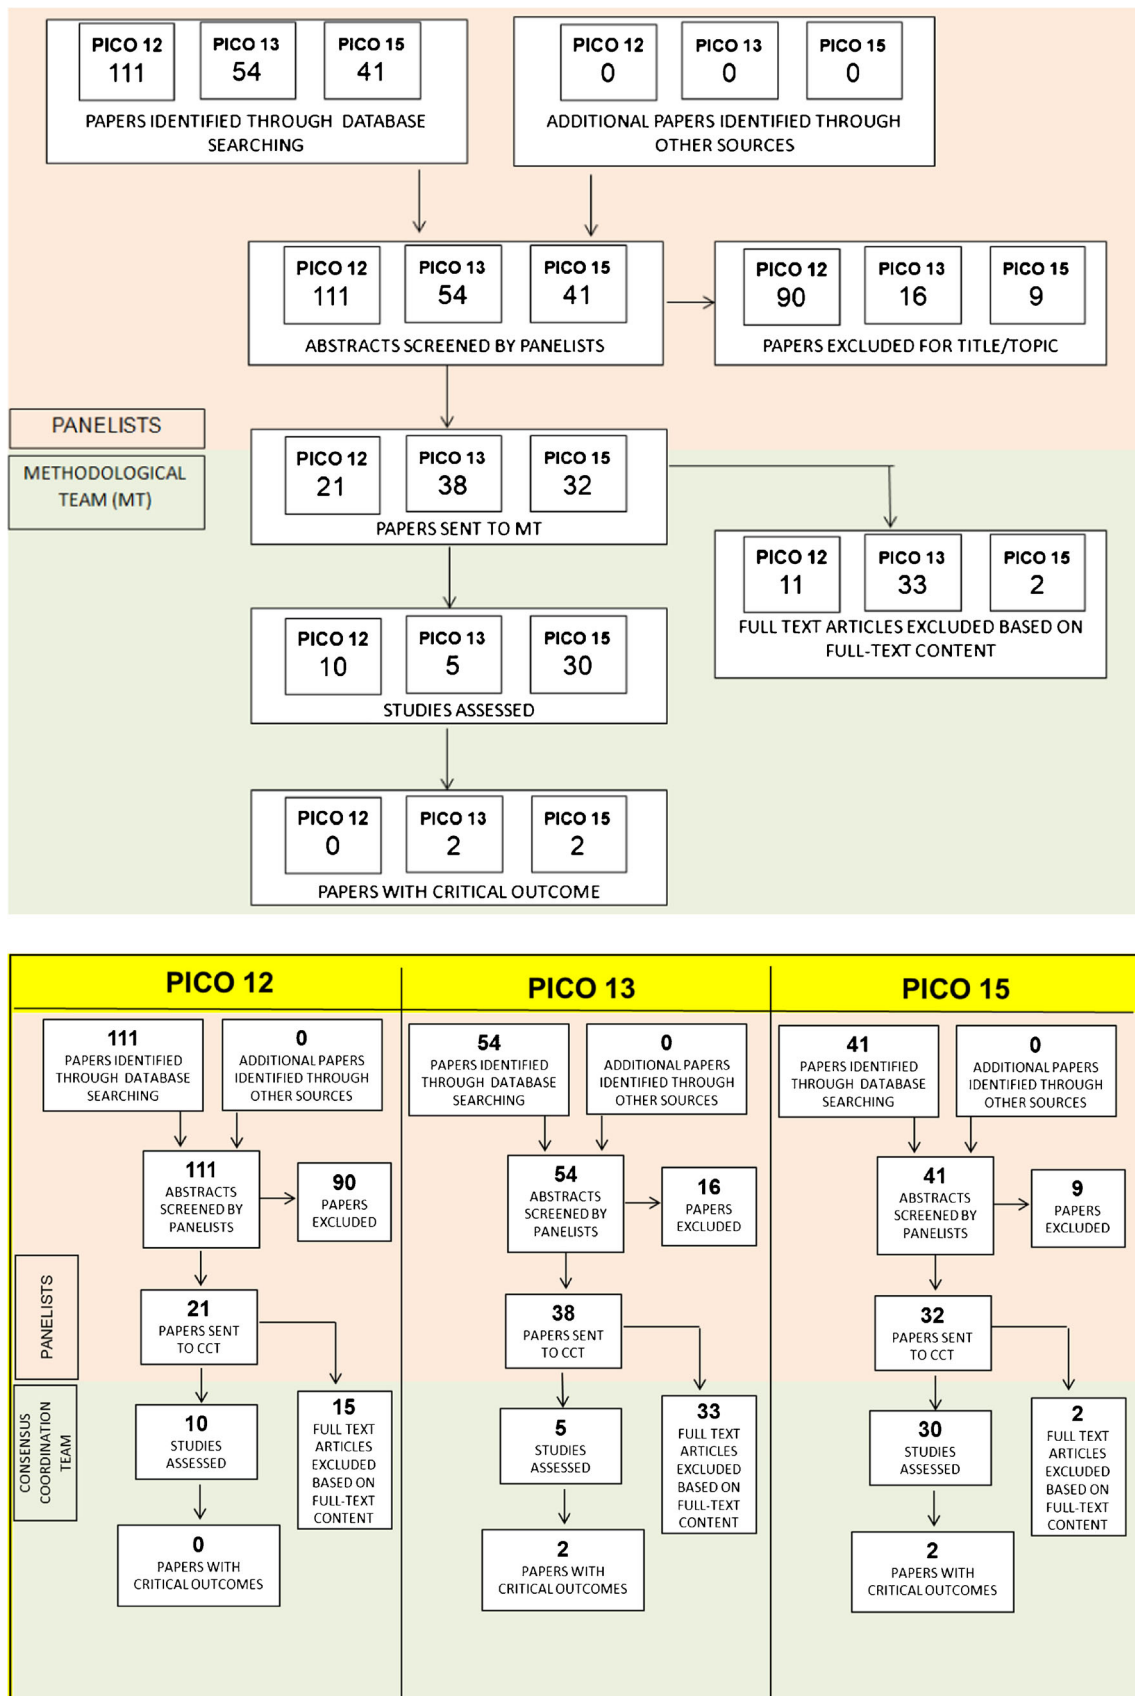 PICO 12
111
PICO 13
54
PICO 15
41
PAPERS IDENTIFIED THROUGH DATABASE
SEARCHING
PICO 12
0
PICO 13
0
PICO 15
0
ADDITIONAL PAPERS IDENTIFIED THROUGH
OTHER SOURCES
PICO 12
111
PICO 13
54
PICO 15
41
ABSTRACTS SCREENED BY PANELISTS
PICO 12
90
PICO 13
16
PICO 15
9
PAPERS EXCLUDED FOR TITLE/TOPIC
PANELISTS
METHODOLOGICAL
TEAM (MT)
PICO 12
21
PICO 13
38
PICO 15
32
PAPERS SENT TO MT
PICO 12
11
PICO 13
33
PICO 15
2
FULL TEXT ARTICLES EXCLUDED BASED ON
FULL-TEXT CONTENT
PICO 12
10
PICO 13
5
PICO 15
30
STUDIES ASSESSED
PICO 12
0
PICO 13
2
PICO 15
2
PAPERS WITH CRITICAL OUTCOME
PICO 12
111
PAPERS IDENTIFIED
THROUGH DATABASE
SEARCHING
0
ADDITIONAL PAPERS
IDENTIFIED THROUGH
OTHER SOURCES
111
ABSTRACTS
SCREENED BY
PANELISTS
90
PAPERS
EXCLUDED
21
PAPERS SENT
TO CCT
15
FULL TEXT
ARTICLES
EXCLUDED
BASED ON
FULL-TEXT
CONTENT
10
STUDIES
ASSESSED
0
PAPERS WITH
CRITICAL OUTCOMES
PANELISTS
CONSENSUS
COORDINATION
TEAM
PICO 13
54
PAPERS IDENTIFIED
THROUGH DATABASE
SEARCHING
0
ADDITIONAL PAPERS
IDENTIFIED THROUGH
OTHER SOURCES
54
ABSTRACTS
SCREENED BY
PANELISTS
16
PAPERS
EXCLUDED
38
PAPERS SENT
TO CCT
33
FULL TEXT
ARTICLES
EXCLUDED
BASED ON
FULL-TEXT
CONTENT
5
STUDIES
ASSESSED
2
PAPERS WITH
CRITICAL OUTCOMES
PICO 15
41
PAPERS IDENTIFIED
THROUGH DATABASE
SEARCHING
0
ADDITIONAL PAPERS
IDENTIFIED THROUGH
OTHER SOURCES
41
ABSTRACTS
SCREENED BY
PANELISTS
9
PAPERS
EXCLUDED
32
PAPERS SENT
TO CCT
2
FULL TEXT
ARTICLES
EXCLUDED
BASED ON
FULL-TEXT
CONTENT
30
STUDIES
ASSESSED
2
PAPERS WITH
CRITICAL OUTCOMES